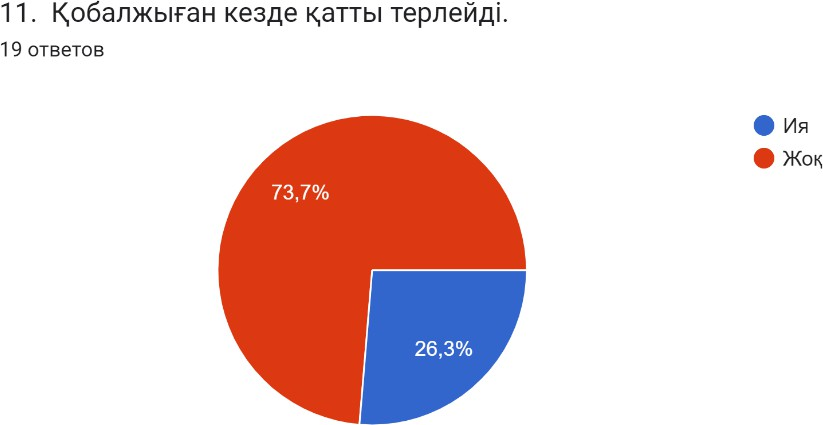 11.  Қобалжыған кезде қатты терлейді.
19 ответов
Ия
Жоқ
73,7%
26,3%